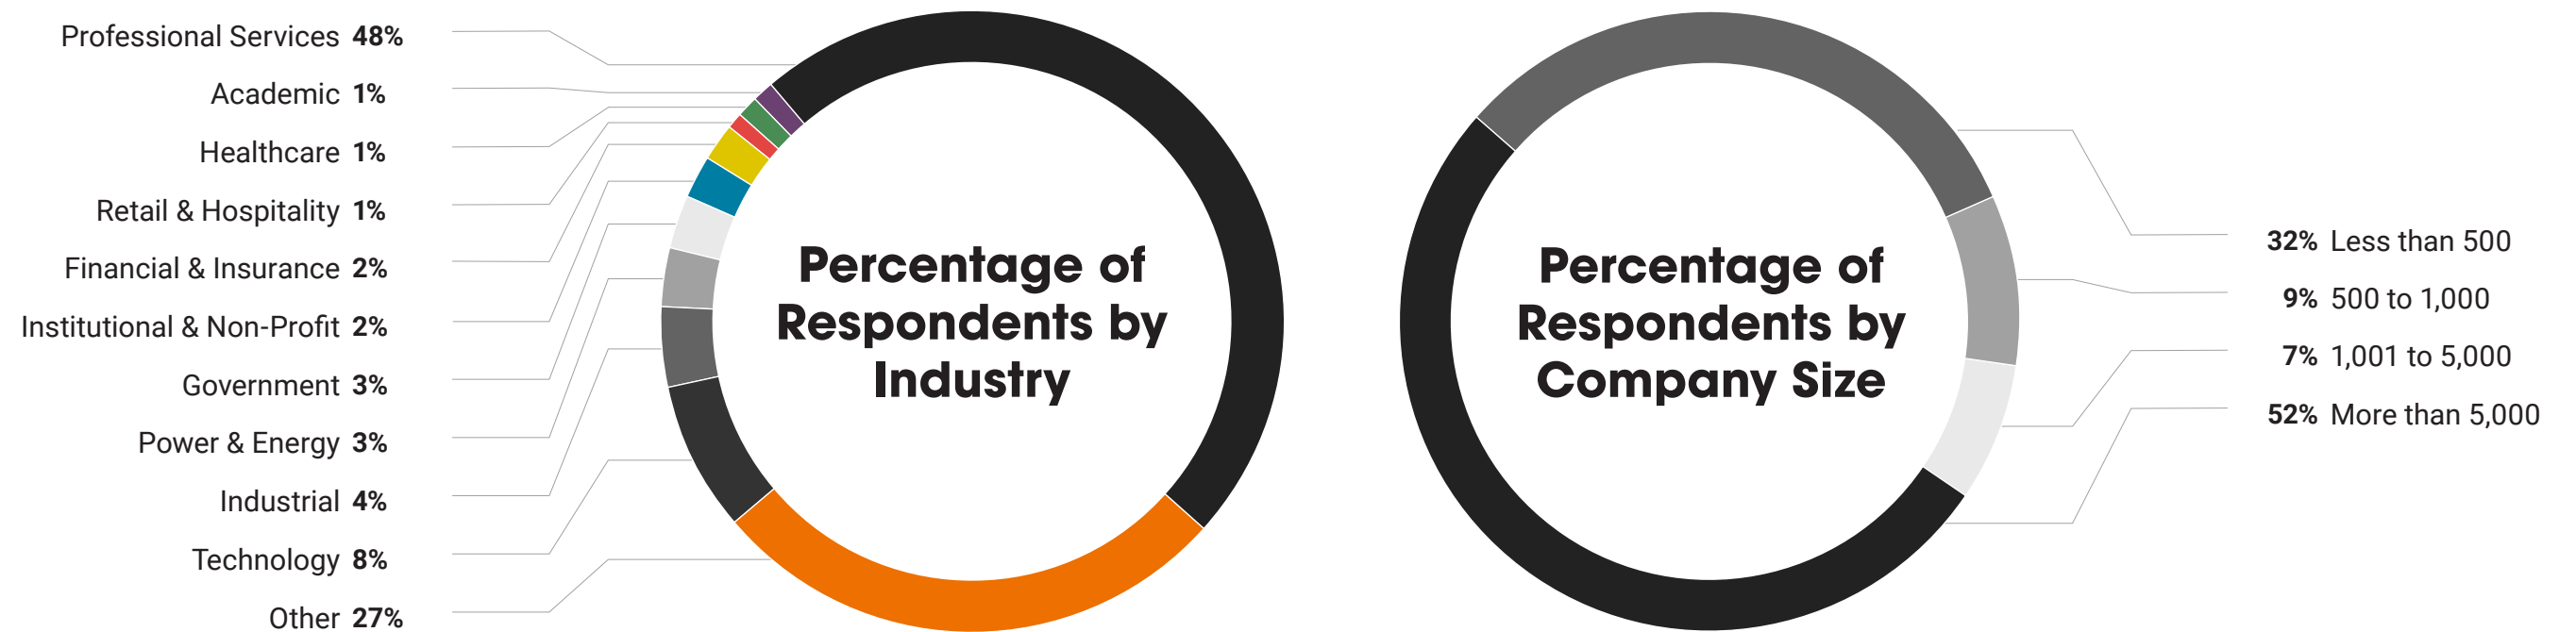 Professional Services 48%
Academic 1%
Healthcare 1%
Retail & Hospitality 1%
Financial & Insurance 2%
Institutional & Non-Profit 2%
Government 3%
Power & Energy 3%
Industrial 4%
Technology 8%
Other 27%
Percentage of
Respondents by
Industry
Percentage of
Respondents by
Company Size
32% Less than 500
9% 500 to 1,000
7% 1,001 to 5,000
52% More than 5,000